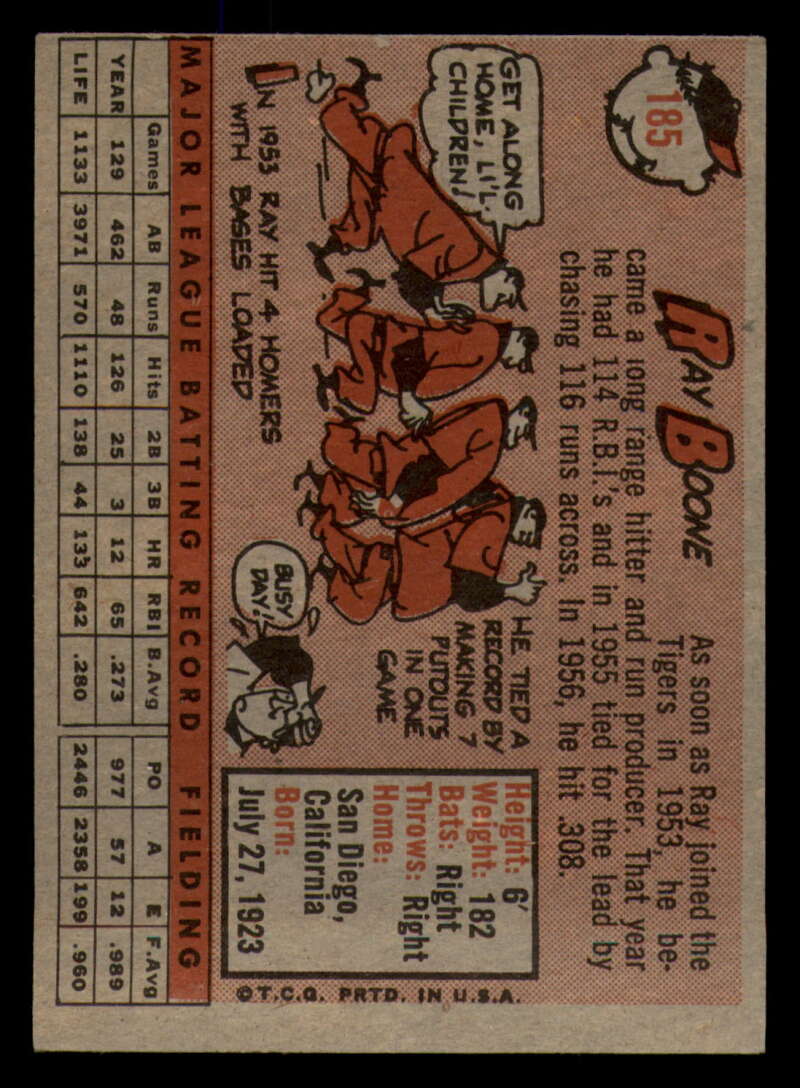 185
RAY BOONE
As soon as Ray joined the
Tigers in 1953, he be-
came a long range hitter and run producer. That year
he had 114 R.B.I.'s and in 1955 tied for the lead by
chasing 116 runs across. In 1956, he hit .308.
GET ALONG
HOME, LI'L
CHILDREN!
IN 1953 RAY HIT 4 HOMERS
WITH BASES LOADED
HE TIED A
RECORD BY
MAKING 7
PUTOUTS
IN ONE
GAME
BUSY
DAY!
Height: 6'
Weight: 182
Bats: Right
Throws: Right
Home:
San Diego,
California
Born:
July 27, 1923
©T.C.G. PRTD. IN U.S.A.
MAJOR LEAGUE BATTING RECORD FIELDING
Games AB Runs Hits 2B 3B HR RBI B.Avg PO A E F.Avg
YEAR 129 462 48 126 25 3 12 65 .273 977 57 12 .989
LIFE 1133 3971 570 1110 138 44 133 642 .280 2446 2358 199 .960